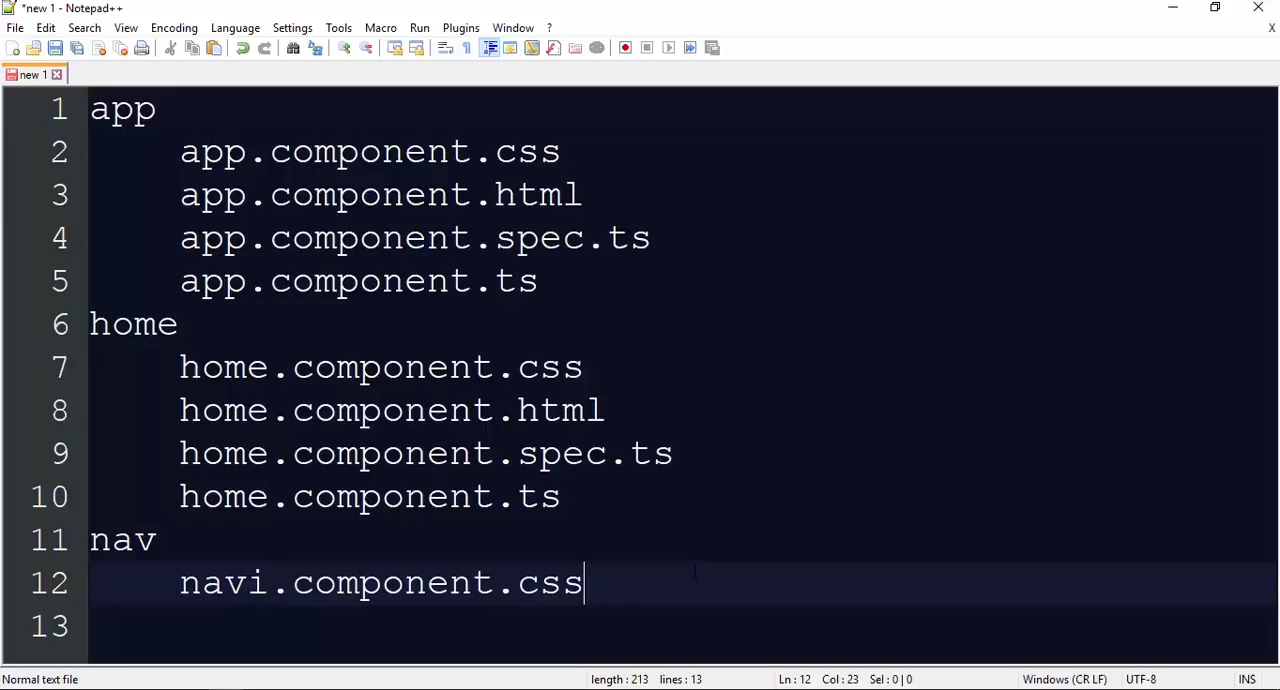 *new 1 - Notepad++
File Edit Search View Encoding Language Settings Tools Macro Run Plugins Window ? X
new 1
1 app
2 app.component.css
3 app.component.html
4 app.component.spec.ts
5 app.component.ts
6 home
7 home.component.css
8 home.component.html
9 home.component.spec.ts
10 home.component.ts
11 nav
12 navi.component.css
13
Normal text file length : 213 lines : 13 Ln : 12 Col : 23 Sel : 0 | 0 Windows (CR LF) UTF-8 INS